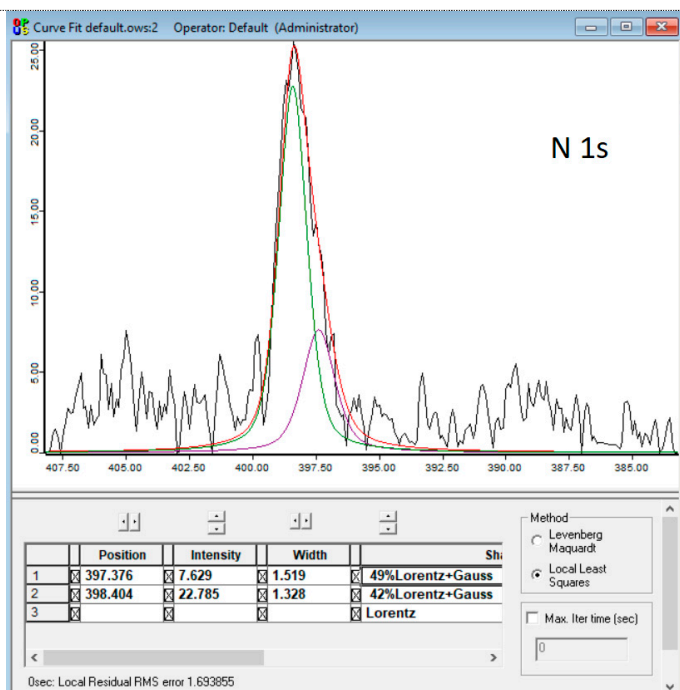 Curve Fit default.ows:2 Operator: Default (Administrator)
N 1s
25.00
20.00
15.00
10.00
5.00
0.00
407.50 405.00 402.50 400.00 397.50 395.00 392.50 390.00 387.50 385.00
Position Intensity Width Sha
1 397.376 7.629 1.519 49%Lorentz+Gauss
2 398.404 22.785 1.328 42%Lorentz+Gauss
3 Lorentz
Method
Levenberg
Maquardt
Local Least
Squares
Max. Iter time (sec)
0
0sec: Local Residual RMS error 1.693855